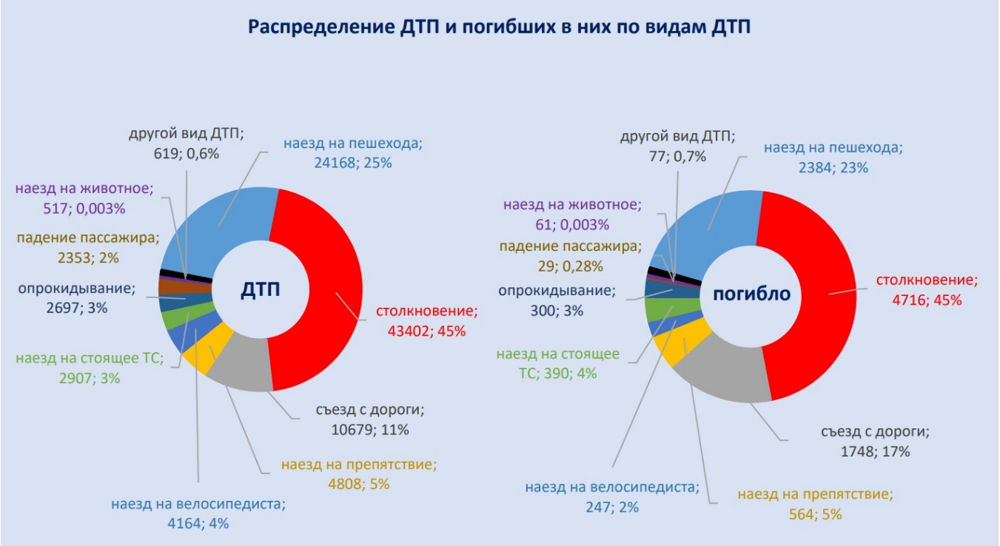 Распределение ДТП и погибших в них по видам ДТП
другой вид ДТП;
619; 0,6%
наезд на пешехода;
24168; 25%
наезд на животное;
517; 0,003%
падение пассажира;
2353; 2%
опрокидывание;
2697; 3%
наезд на стоящее ТС;
2907; 3%
ДТП
столкновение;
43402; 45%
съезд с дороги;
10679; 11%
наезд на препятствие;
4808; 5%
наезд на велосипедиста;
4164; 4%
другой вид ДТП;
77; 0,7%
наезд на пешехода;
2384; 23%
наезд на животное;
61; 0,003%
падение пассажира;
29; 0,28%
опрокидывание;
300; 3%
наезд на стоящее
ТС; 390; 4%
погибло
столкновение;
4716; 45%
съезд с дороги;
1748; 17%
наезд на велосипедиста;
247; 2%
наезд на препятствие;
564; 5%